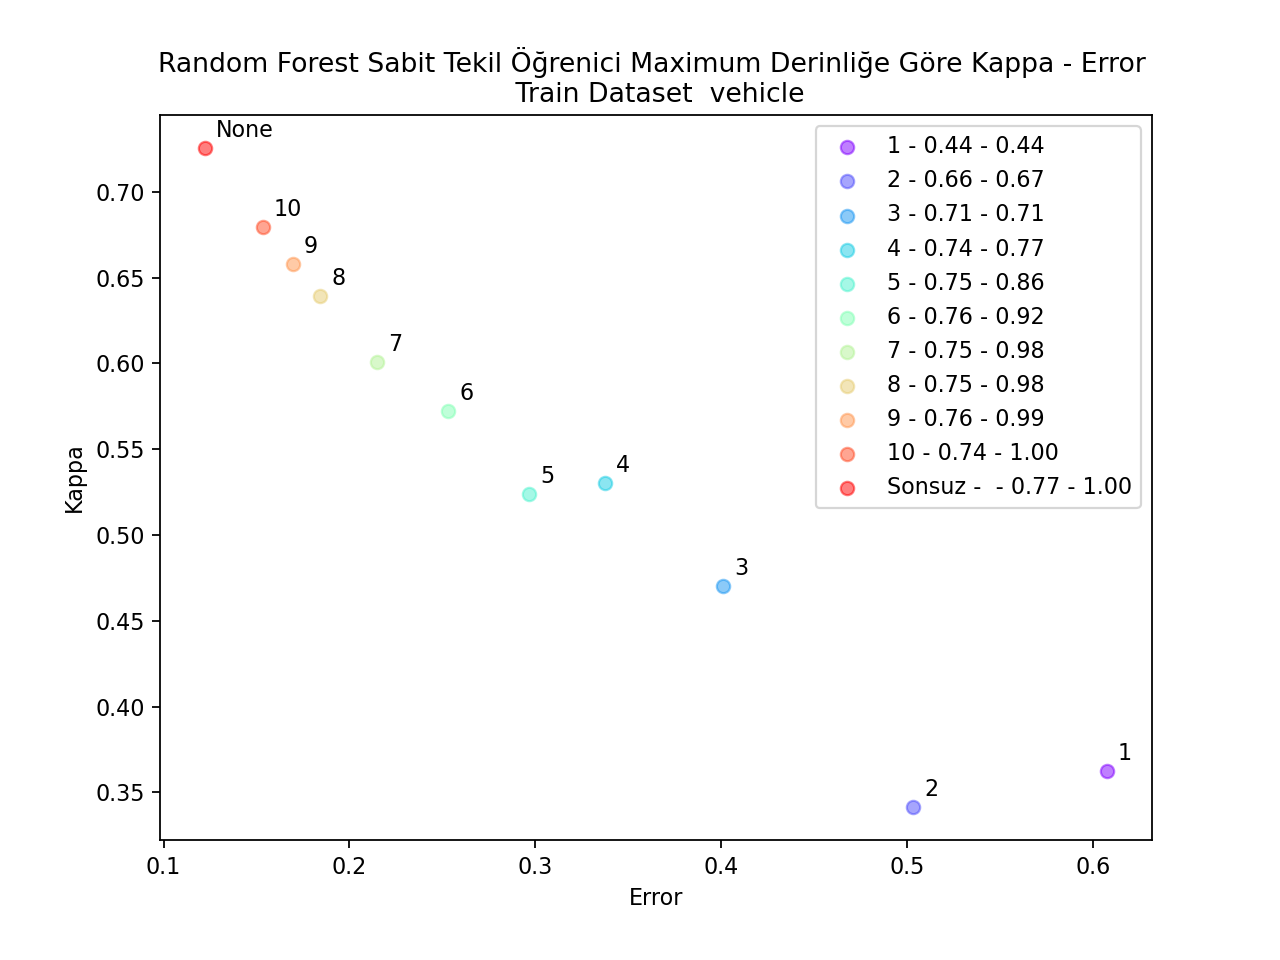 Random Forest Sabit Tekil Öğrenici Maximum Derinliğe Göre Kappa - Error
Train Dataset  vehicle
None
10
9
8
7
6
5
4
3
2
1
1 - 0.44 - 0.44
2 - 0.66 - 0.67
3 - 0.71 - 0.71
4 - 0.74 - 0.77
5 - 0.75 - 0.86
6 - 0.76 - 0.92
7 - 0.75 - 0.98
8 - 0.75 - 0.98
9 - 0.76 - 0.99
10 - 0.74 - 1.00
Sonsuz -  - 0.77 - 1.00
Kappa
0.70
0.65
0.60
0.55
0.50
0.45
0.40
0.35
0.1
0.2
0.3
0.4
0.5
0.6
Error